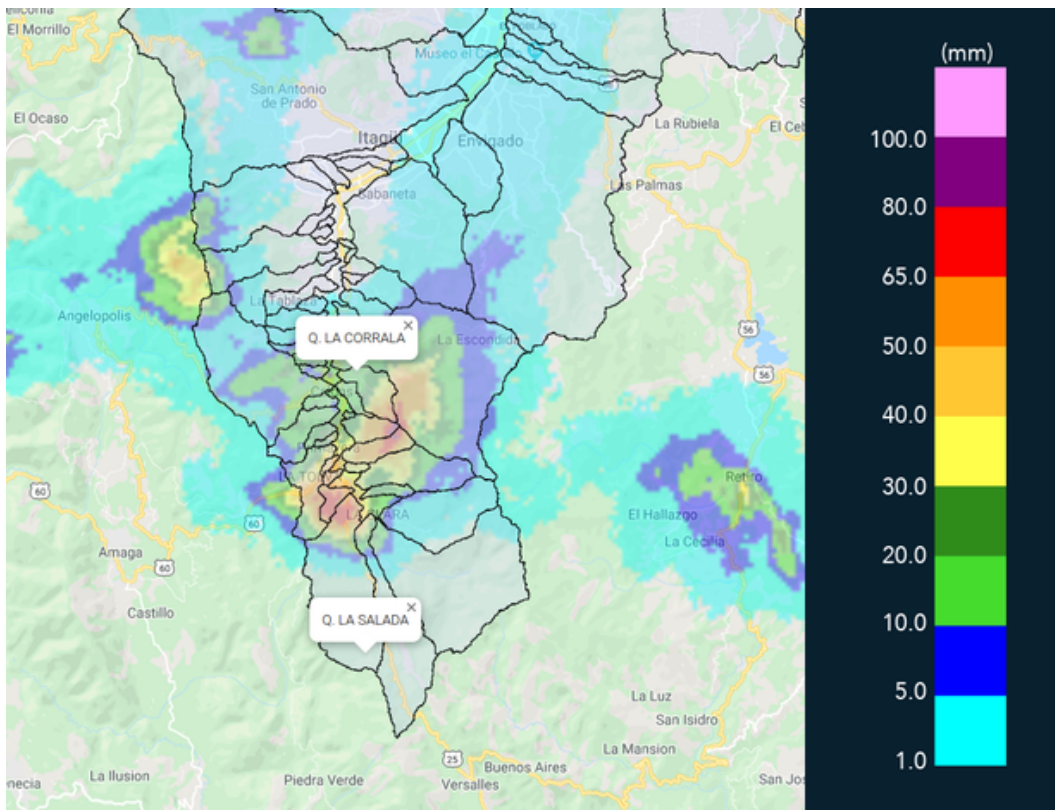 El Morrillo
Museo el C
San Antonio
de Prado
El Ocaso
Itagüí
Envigado
La Rubiela
El Ceb
Sabaneta
Las Palmas
La Tablaza
Angelopolis
Q. LA CORRALA
×
La Escondida
56
56
Caldas
60
LA
Retiro
60
El Hallazgo
La Cecilia
Amaga
60
Castillo
Q. LA SALADA
×
La Luz
San Isidro
La Mansion
25
Buenos Aires
La Ilusion
Piedra Verde
Versalles
San Jos
(mm)
100.0
80.0
65.0
50.0
40.0
30.0
20.0
10.0
5.0
1.0